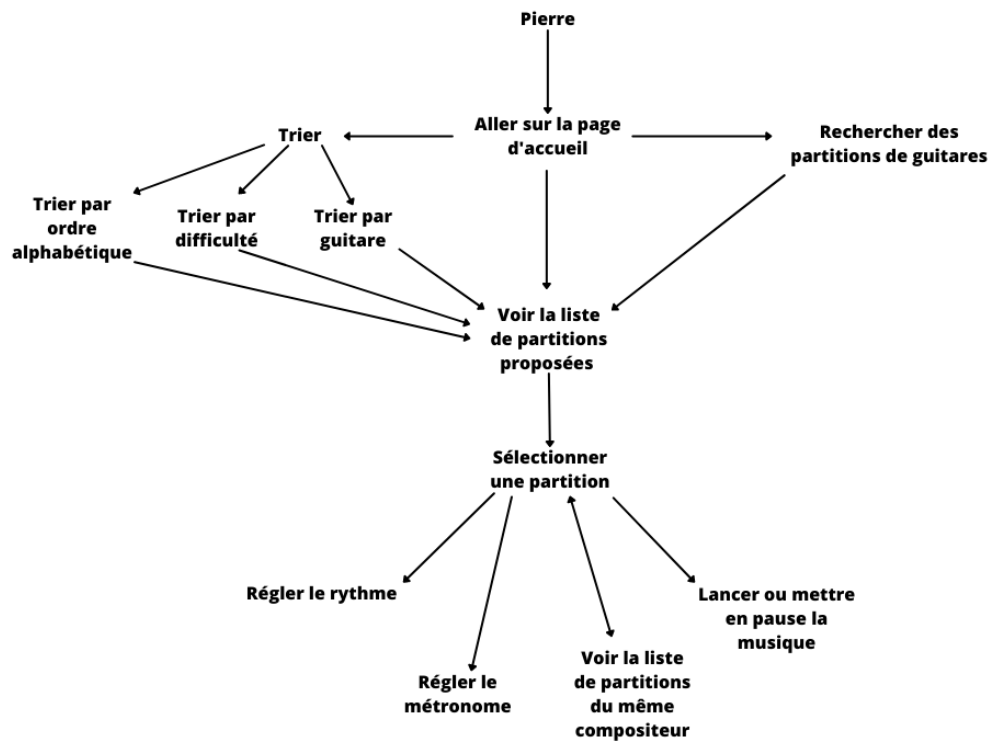 Pierre
Aller sur la page
d'accueil
Trier
Rechercher des
partitions de guitares
Trier par
ordre
alphabétique
Trier par
difficulté
Trier par
guitare
Voir la liste
de partitions
proposées
Sélectionner
une partition
Régler le rythme
Régler le
métronome
Voir la liste
de partitions
du même
compositeur
Lancer ou mettre
en pause la
musique